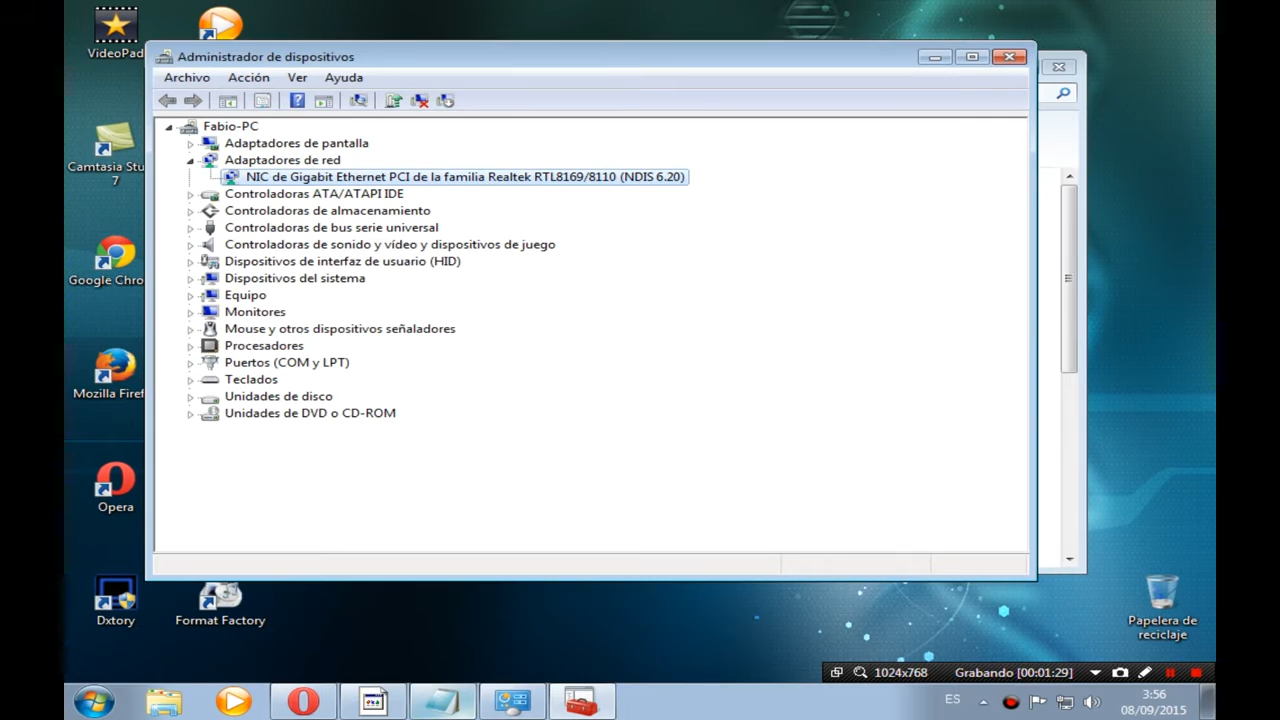 VideoPad
Administrador de dispositivos
Archivo Acción Ver Ayuda
Fabio-PC
Adaptadores de pantalla
Adaptadores de red
NIC de Gigabit Ethernet PCI de la familia Realtek RTL8169/8110 (NDIS 6.20)
Controladoras ATA/ATAPI IDE
Controladoras de almacenamiento
Controladoras de bus serie universal
Controladoras de sonido y vídeo y dispositivos de juego
Dispositivos de interfaz de usuario (HID)
Dispositivos del sistema
Equipo
Monitores
Mouse y otros dispositivos señaladores
Procesadores
Puertos (COM y LPT)
Teclados
Unidades de disco
Unidades de DVD o CD-ROM
Camtasia Stu
7
Google Chro
Mozilla Firef
Opera
Dxtory
Format Factory
Papelera de
reciclaje
1024x768 Grabando [00:01:29]
ES
3:56
08/09/2015